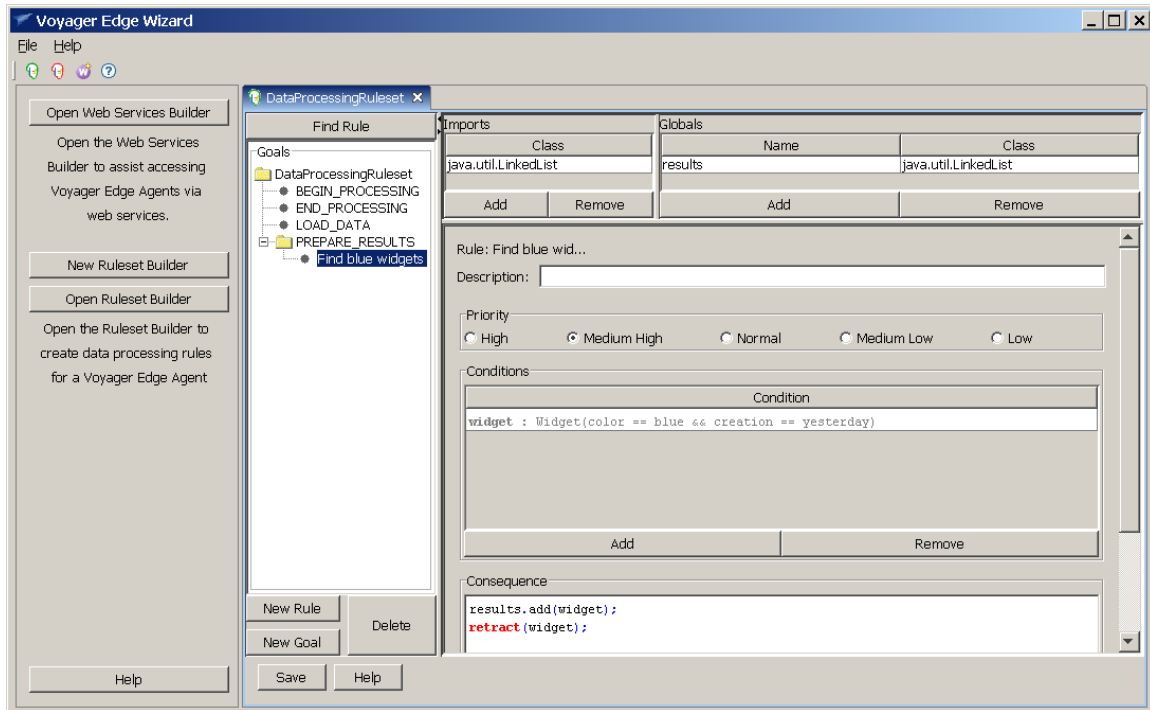 Voyager Edge Wizard
File Help
Open Web Services Builder
Open the Web Services
Builder to assist accessing
Voyager Edge Agents via
web services.
New Ruleset Builder
Open Ruleset Builder
Open the Ruleset Builder to
create data processing rules
for a Voyager Edge Agent
Help
DataProcessingRuleset
Find Rule
Goals
DataProcessingRuleset
BEGIN_PROCESSING
END_PROCESSING
LOAD_DATA
PREPARE_RESULTS
Find blue widgets
New Rule
New Goal
Delete
Save Help
Imports
Class
java.util.LinkedList
Add Remove
Globals
Name Class
results java.util.LinkedList
Add Remove
Rule: Find blue wid...
Description:
Priority
High Medium High Normal Medium Low Low
Conditions
Condition
widget : Widget(color == blue && creation == yesterday)
Add Remove
Consequence
results.add(widget);
retract(widget);